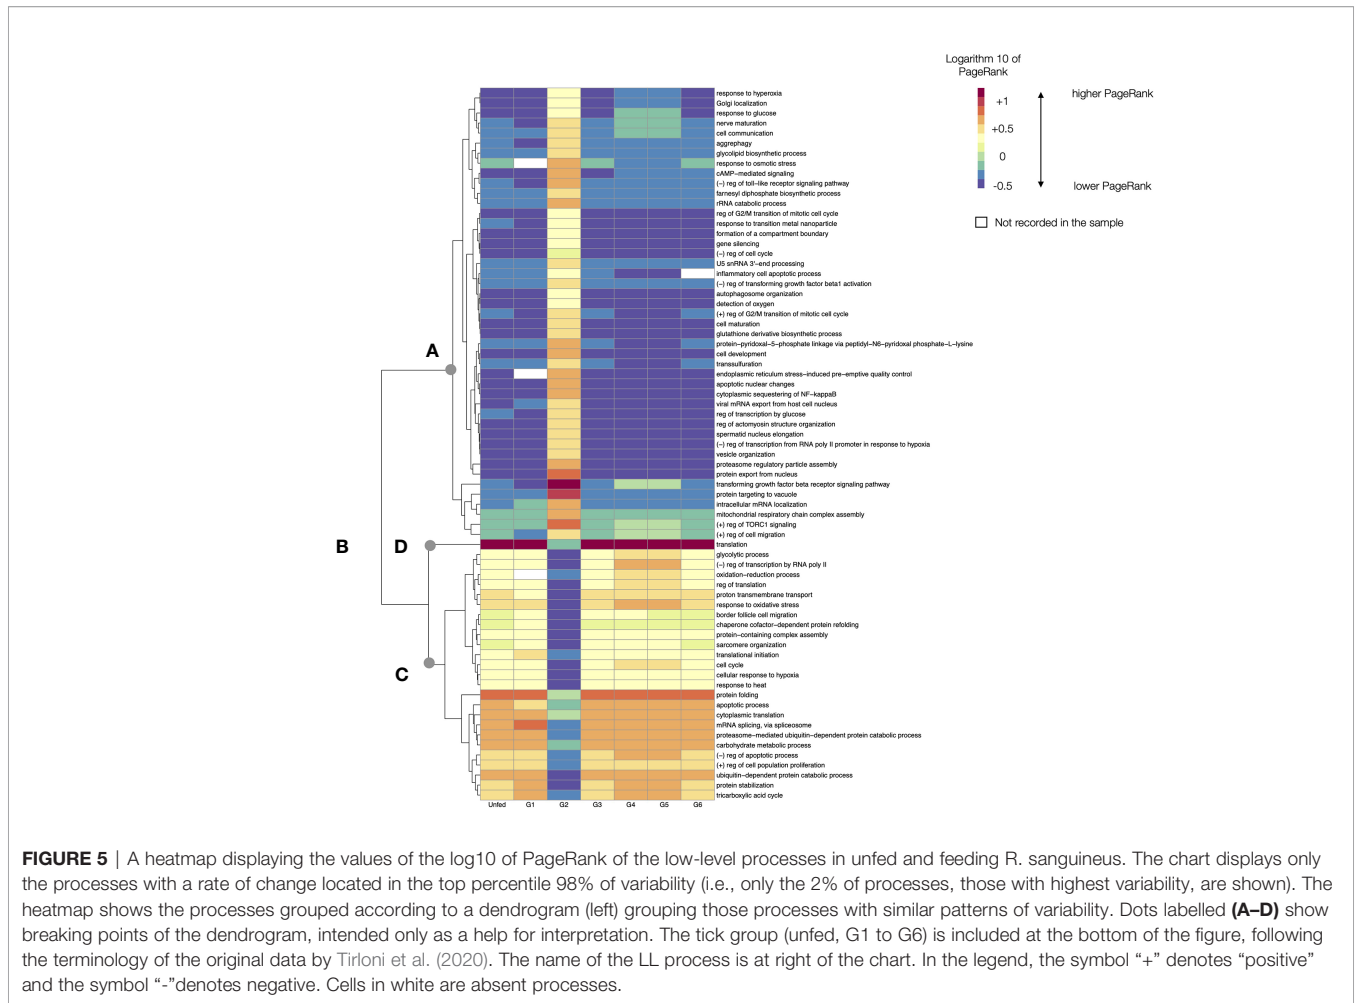 Logarithm 10 of
PageRank
+1
+0.5
0
-0.5
higher PageRank
lower PageRank
Not recorded in the sample
response to hyperoxia
Golgi localization
response to glucose
nerve maturation
cell communication
aggrephagy
glycolipid biosynthetic process
response to osmotic stress
cAMP−mediated signaling
(−) reg of toll−like receptor signaling pathway
farnesyl diphosphate biosynthetic process
rRNA catabolic process
reg of G2/M transition of mitotic cell cycle
response to transition metal nanoparticle
formation of a compartment boundary
gene silencing
(−) reg of cell cycle
U5 snRNA 3'−end processing
inflammatory cell apoptotic process
(−) reg of transforming growth factor beta1 activation
autophagosome organization
detection of oxygen
(+) reg of G2/M transition of mitotic cell cycle
cell maturation
glutathione derivative biosynthetic process
protein−pyridoxal−5−phosphate linkage via peptidyl−N6−pyridoxal phosphate−L−lysine
cell development
transsulfuration
endoplasmic reticulum stress−induced pre−emptive quality control
apoptotic nuclear changes
cytoplasmic sequestering of NF−kappaB
viral mRNA export from host cell nucleus
reg of transcription by glucose
reg of actomyosin structure organization
spermatid nucleus elongation
(−) reg of transcription from RNA poly II promoter in response to hypoxia
vesicle organization
proteasome regulatory particle assembly
protein export from nucleus
transforming growth factor beta receptor signaling pathway
protein targeting to vacuole
intracellular mRNA localization
mitochondrial respiratory chain complex assembly
(+) reg of TORC1 signaling
(+) reg of cell migration
translation
glycolytic process
(−) reg of transcription by RNA poly II
oxidation−reduction process
reg of translation
proton transmembrane transport
response to oxidative stress
border follicle cell migration
chaperone cofactor−dependent protein refolding
protein−containing complex assembly
sarcomere organization
translational initiation
cell cycle
cellular response to hypoxia
response to heat
protein folding
apoptotic process
cytoplasmic translation
mRNA splicing, via spliceosome
proteasome−mediated ubiquitin−dependent protein catabolic process
carbohydrate metabolic process
(−) reg of apoptotic process
(+) reg of cell population proliferation
ubiquitin−dependent protein catabolic process
protein stabilization
tricarboxylic acid cycle
A
B
D
C
Unfed G1 G2 G3 G4 G5 G6
FIGURE 5 | A heatmap displaying the values of the log10 of PageRank of the low-level processes in unfed and feeding R. sanguineus. The chart displays only
the processes with a rate of change located in the top percentile 98% of variability (i.e., only the 2% of processes, those with highest variability, are shown). The
heatmap shows the processes grouped according to a dendrogram (left) grouping those processes with similar patterns of variability. Dots labelled (A–D) show
breaking points of the dendrogram, intended only as a help for interpretation. The tick group (unfed, G1 to G6) is included at the bottom of the figure, following
the terminology of the original data by Tirloni et al. (2020). The name of the LL process is at right of the chart. In the legend, the symbol “+” denotes “positive”
and the symbol “-”denotes negative. Cells in white are absent processes.